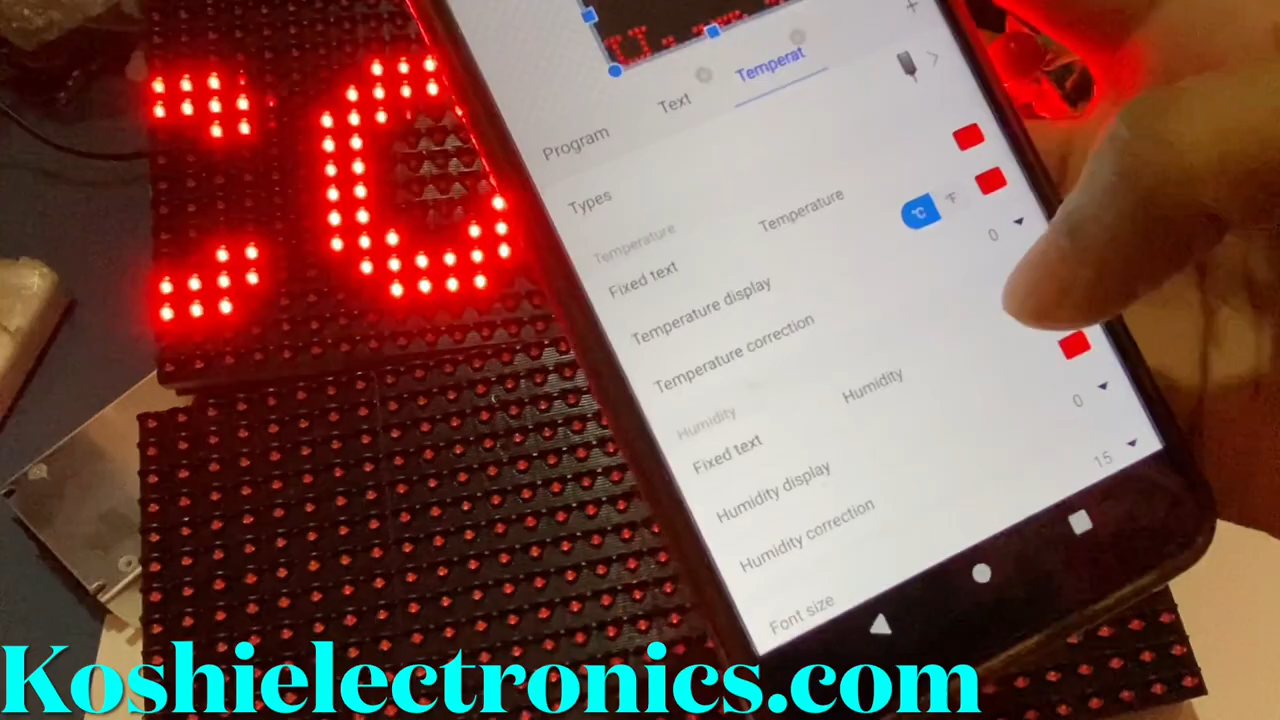 Temperat
Text
Program
Types
Temperature
Fixed text Temperature
Temperature display °C °F
Temperature correction 0
Humidity
Fixed text Humidity
Humidity display
Humidity correction 0
Font size 15
Koshielectronics.com